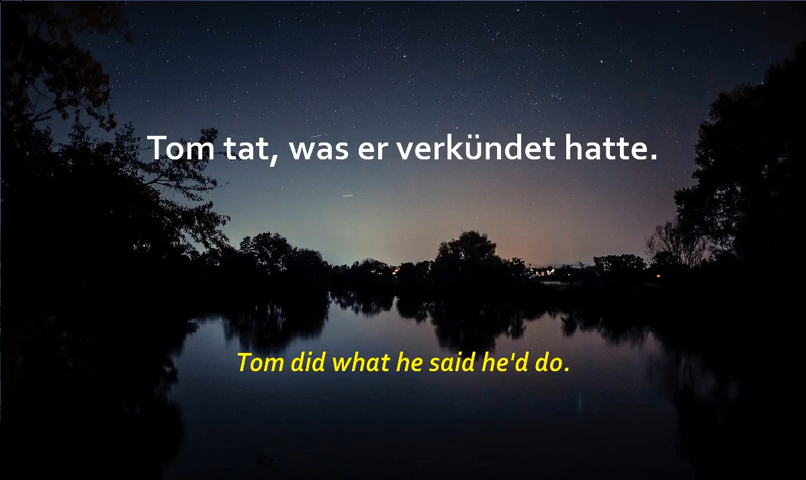 Tom tat, was er verkündet hatte.
Tom did what he said he'd do.